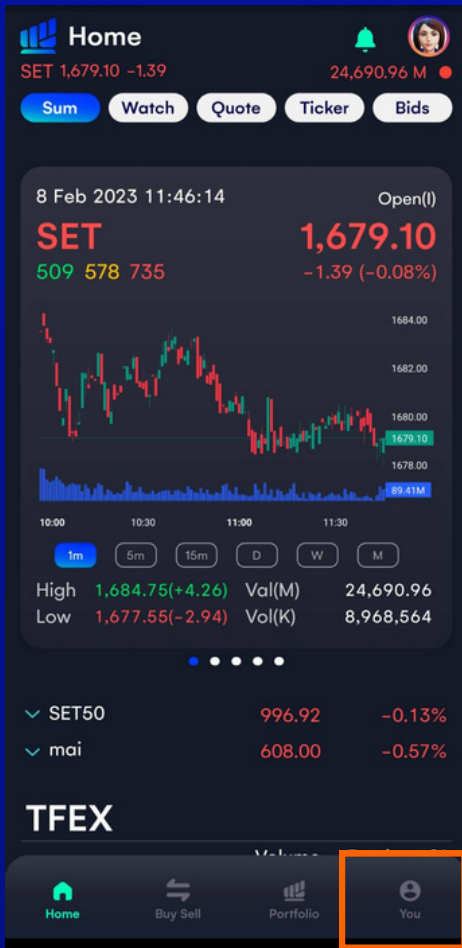 Home
SET 1,679.10 -1.39 24,690.96 M
Sum Watch Quote Ticker Bids
8 Feb 2023 11:46:14 Open(I)
SET 1,679.10
509 578 735 -1.39 (-0.08%)
1684.00
1682.00
1680.00
1679.10
1678.00
89.41M
10:00 10:30 11:00 11:30
1m 5m 15m D W M
High 1,684.75(+4.26) Val(M) 24,690.96
Low 1,677.55(-2.94) Vol(K) 8,968,564
SET50 996.92 -0.13%
mai 608.00 -0.57%
TFEX
Volume
Home Buy Sell Portfolio You